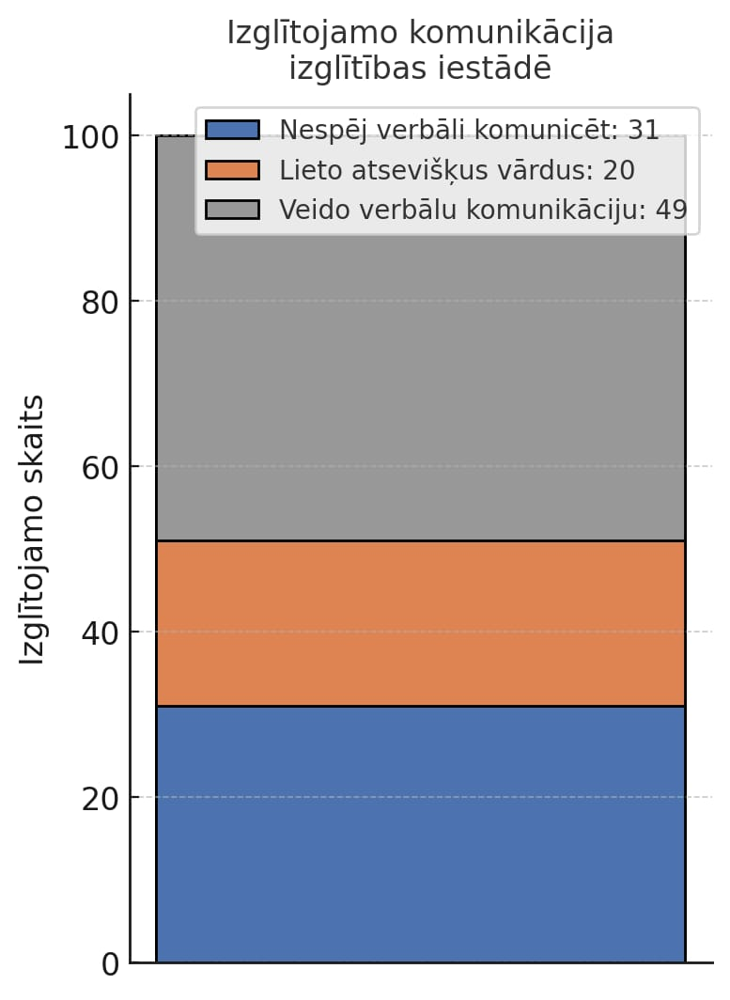 Izglītojamo komunikācija
izglītības iestādē
Nespēj verbāli komunicēt: 31
Lieto atsevišķus vārdus: 20
Veido verbālu komunikāciju: 49
Izglītojamo skaits
100
80
60
40
20
0